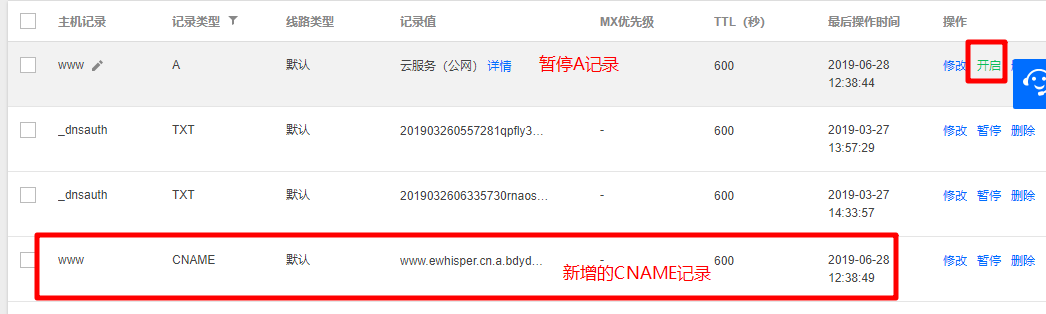 主机记录 记录类型 线路类型 记录值 MX优先级 TTL（秒） 最后操作时间 操作
www A 默认 云服务（公网） 详情 暂停A记录 - 600 2019-06-28 修改 开启
12:38:44
_dnsauth TXT 默认 201903260557281qpfly3... - 600 2019-03-27 修改 暂停 删除
13:57:29
_dnsauth TXT 默认 2019032606335730rnaos... - 600 2019-03-27 修改 暂停 删除
14:33:57
www CNAME 默认 www.ewhisper.cn.a.bdyd... - 600 2019-06-28 修改 暂停 删除
新增的CNAME记录 12:38:49